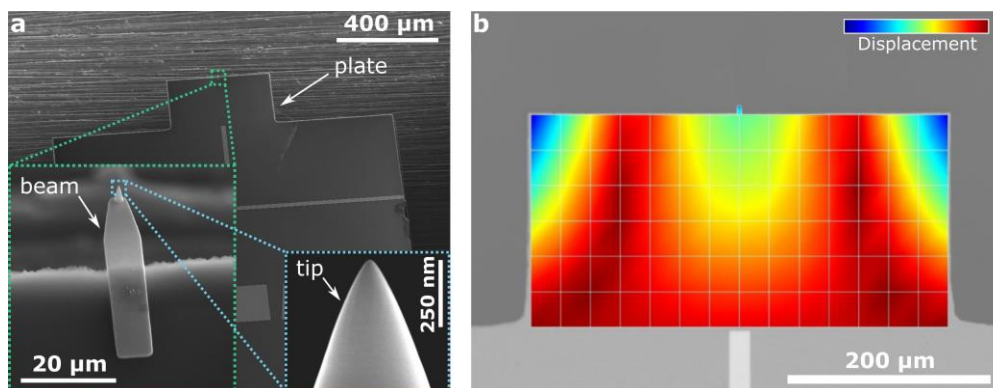 a
400 µm
plate
beam
tip
250 nm
20 µm
b
Displacement
200 µm